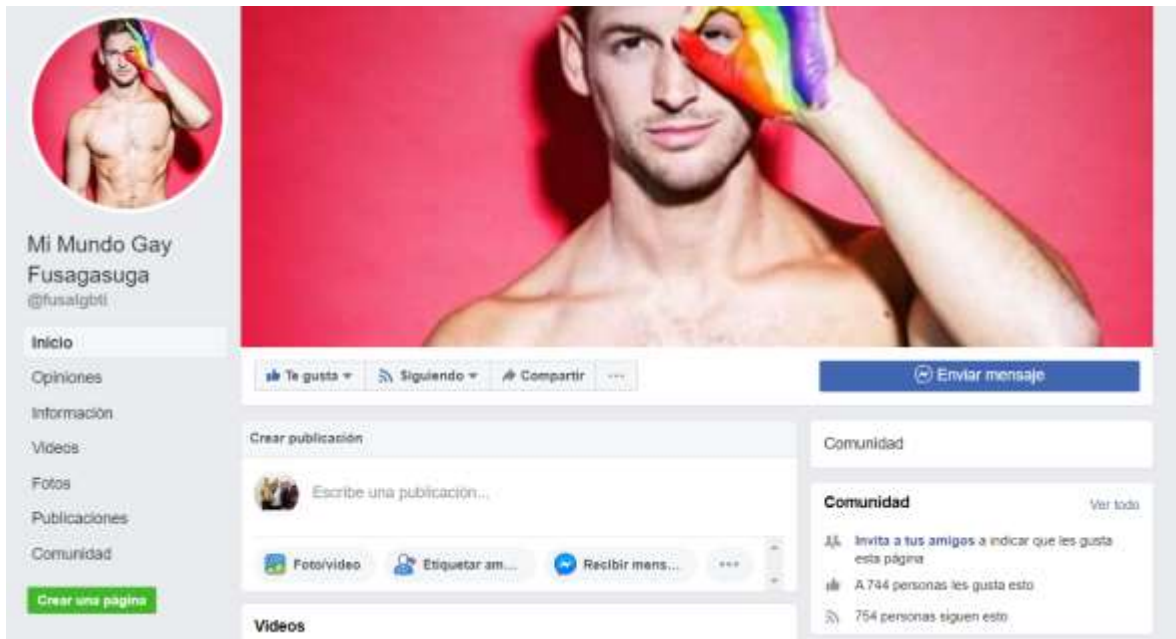 Mi Mundo Gay
Fusagasuga
@fusalgbti
Inicio
Opiniones
Información
Videos
Fotos
Publicaciones
Comunidad
Crear una página
Te gusta
Siguiendo
Compartir
Enviar mensaje
Crear publicación
Escribe una publicación...
Foto/video
Etiquetar am...
Recibir mens...
Videos
Comunidad
Comunidad
Ver todo
Invita a tus amigos a indicar que les gusta
esta página
A 744 personas les gusta esto
754 personas siguen esto